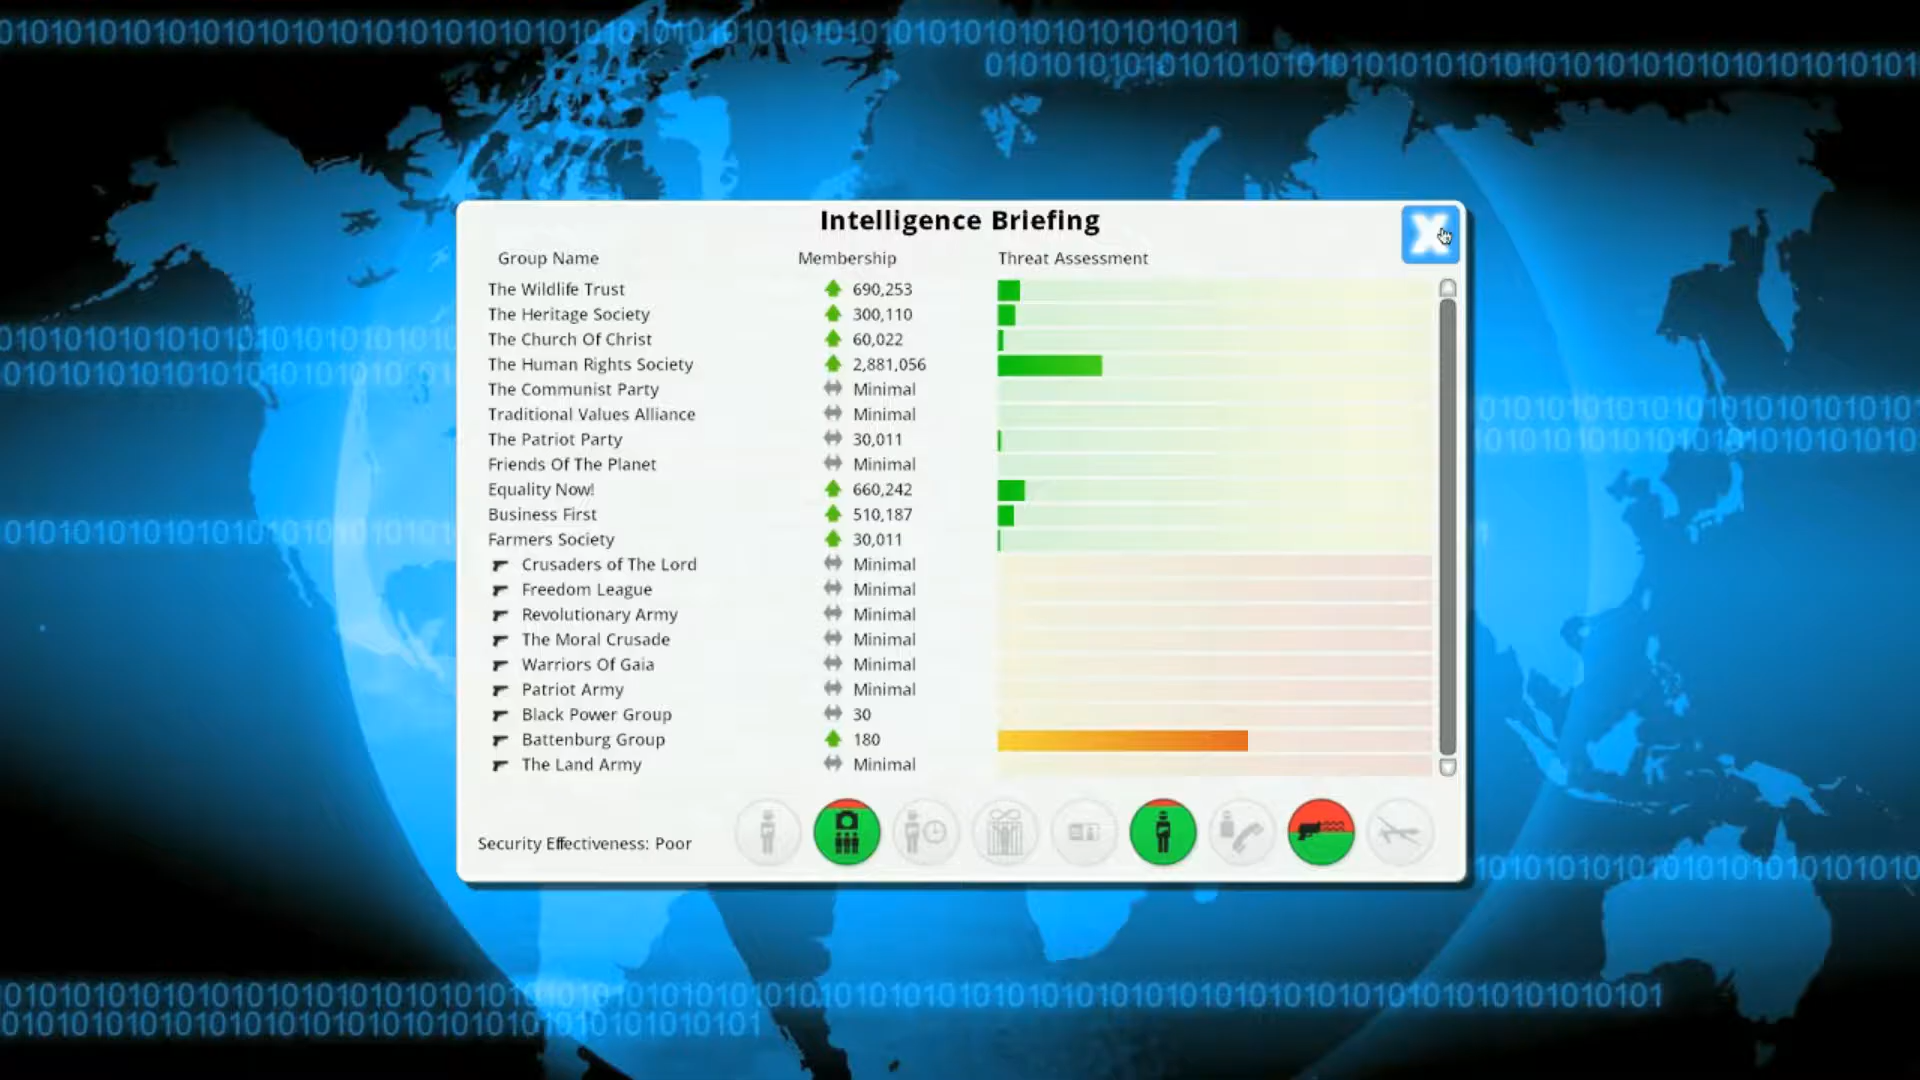 Intelligence Briefing
Group Name Membership Threat Assessment
The Wildlife Trust 690,253
The Heritage Society 300,110
The Church Of Christ 60,022
The Human Rights Society 2,881,056
The Communist Party Minimal
Traditional Values Alliance Minimal
The Patriot Party 30,011
Friends Of The Planet Minimal
Equality Now! 660,242
Business First 510,187
Farmers Society 30,011
Crusaders of The Lord Minimal
Freedom League Minimal
Revolutionary Army Minimal
The Moral Crusade Minimal
Warriors Of Gaia Minimal
Patriot Army Minimal
Black Power Group 30
Battenburg Group 180
The Land Army Minimal
Security Effectiveness: Poor